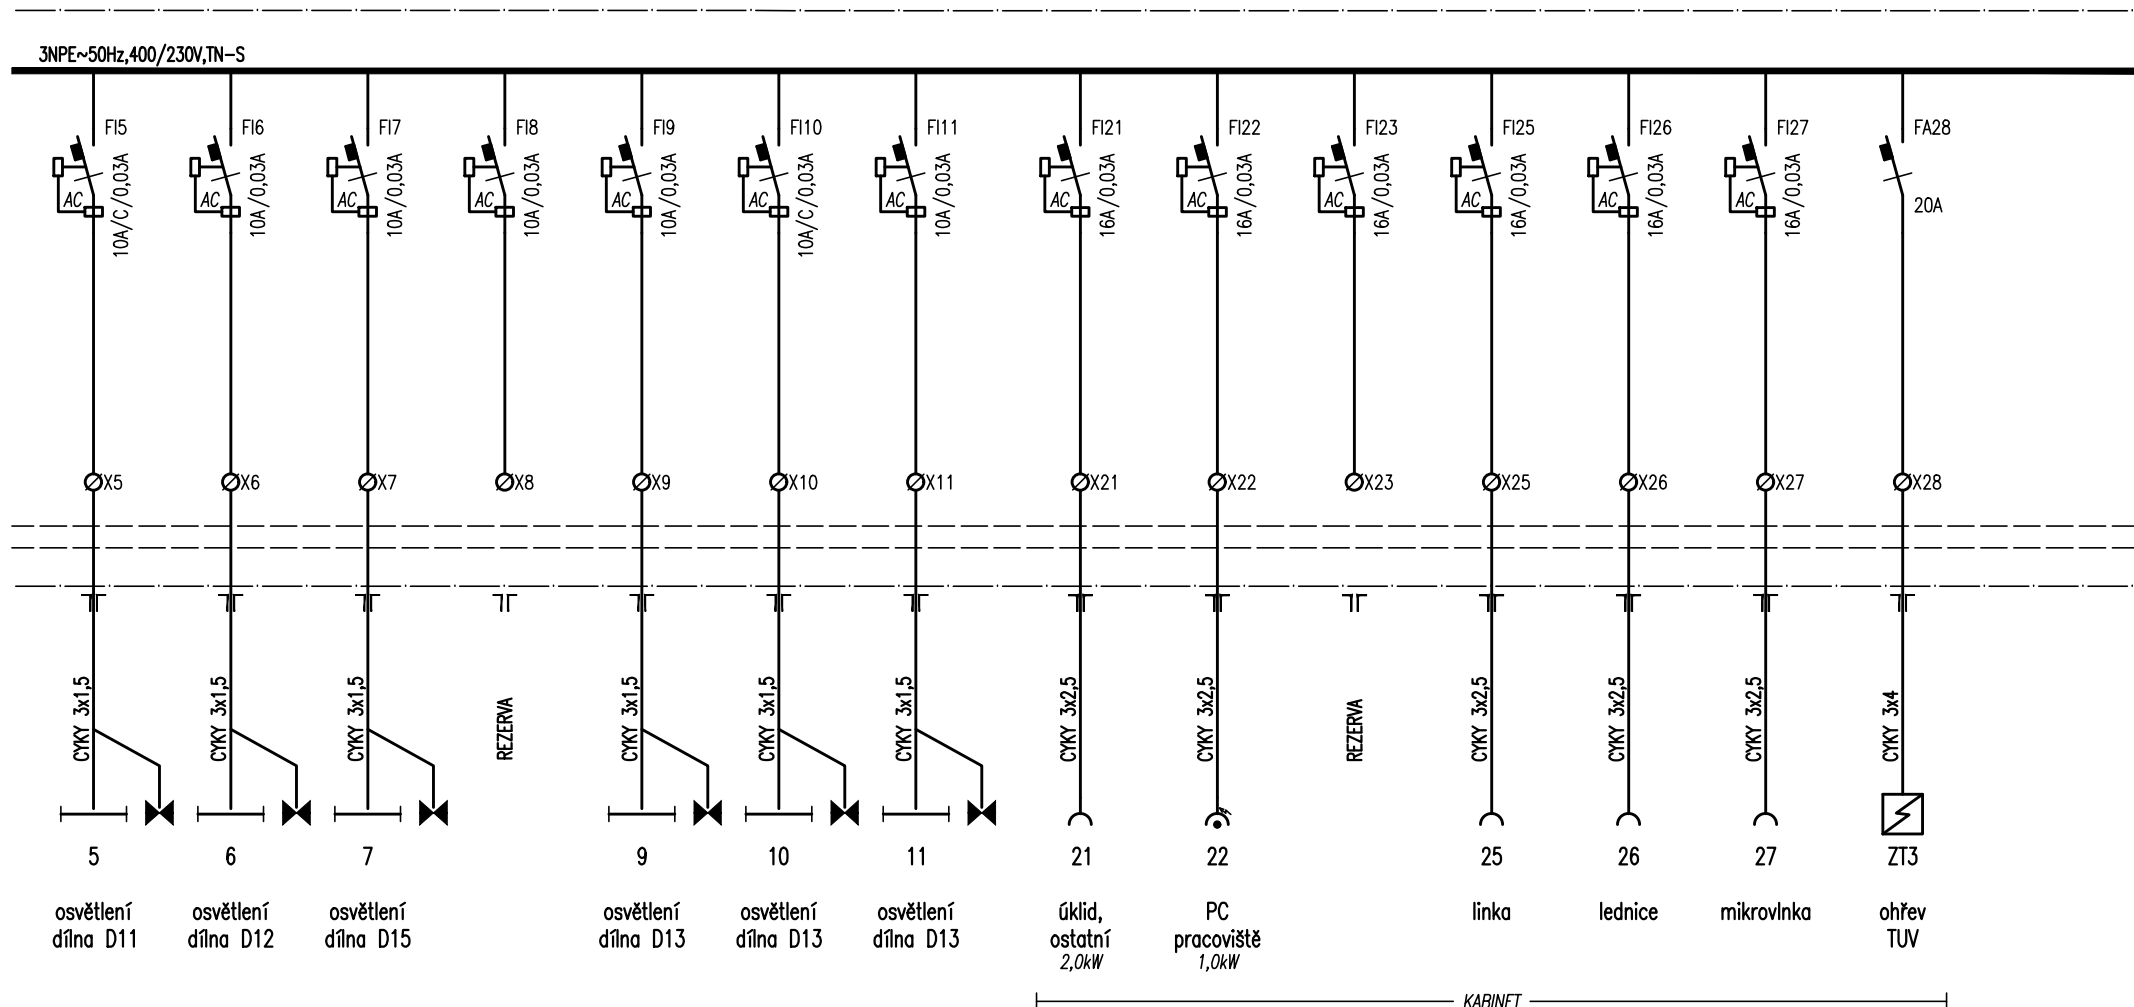 3NPE~50Hz,400/230V,TN-S
FI5 FI6 FI7 FI8 FI9 FI10 FI11 FI21 FI22 FI23 FI25 FI26 FI27 FA28
10A/C/0,03A 10A/0,03A 10A/0,03A 10A/0,03A 10A/0,03A 10A/C/0,03A 10A/0,03A 16A/0,03A 16A/0,03A 16A/0,03A 16A/0,03A 16A/0,03A 16A/0,03A 20A
AC AC AC AC AC AC AC AC AC AC AC AC AC
X5 X6 X7 X8 X9 X10 X11 X21 X22 X23 X25 X26 X27 X28
CYKY 3x1,5 CYKY 3x1,5 CYKY 3x1,5 REZERVA CYKY 3x1,5 CYKY 3x1,5 CYKY 3x1,5 CYKY 3x2,5 CYKY 3x2,5 REZERVA CYKY 3x2,5 CYKY 3x2,5 CYKY 3x2,5 CYKY 3x4
5 6 7 9 10 11 21 22 25 26 27 ZT3
osvětlení osvětlení osvětlení osvětlení osvětlení osvětlení úklid, PC linka lednice mikrovlnka ohřev
dílna D11 dílna D12 dílna D15 dílna D13 dílna D13 dílna D13 ostatní pracoviště TUV
2,0kW 1,0kW
KABINET